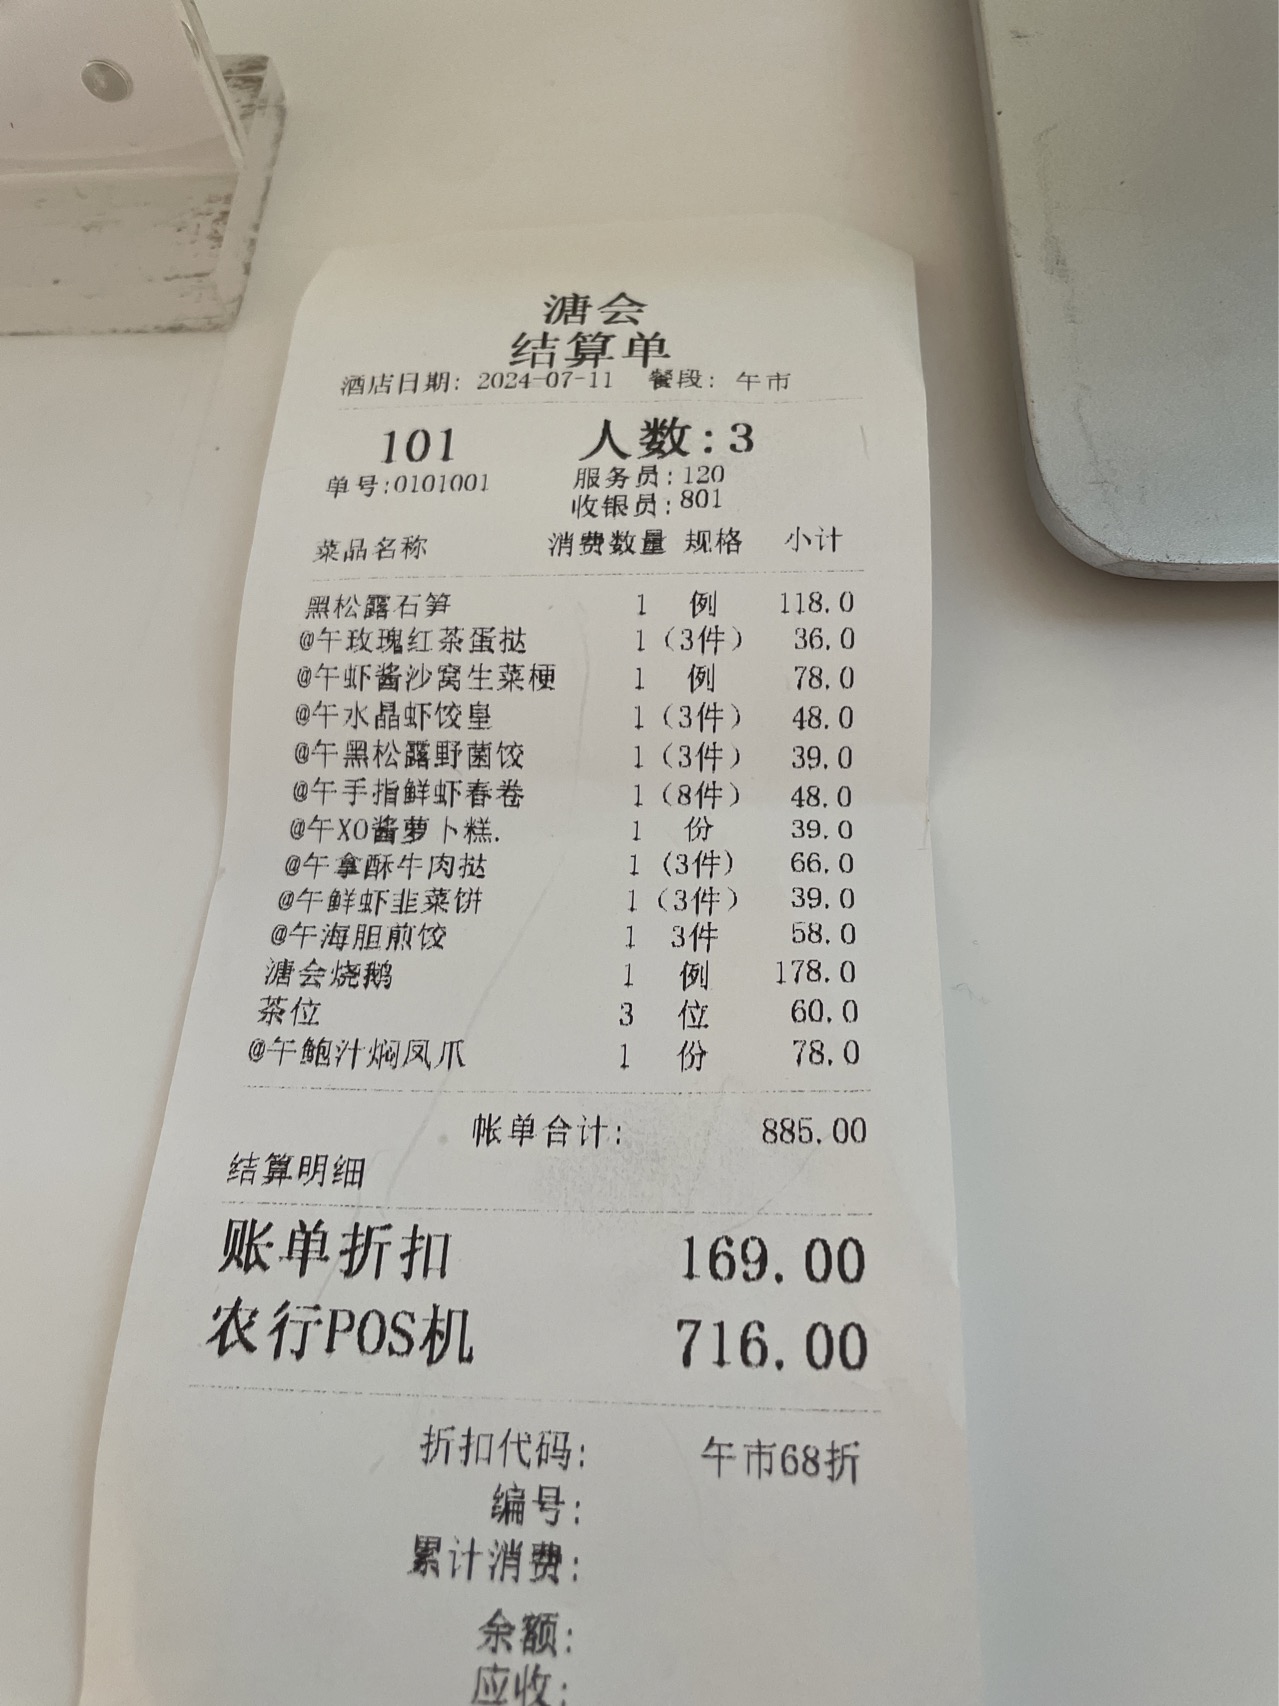 溏会
结算单
酒店日期: 2024-07-11 餐段: 午市
101 人数:3
单号:0101001 服务员:120
收银员:801
菜品名称 消费数量 规格 小计
黑松露石笋 1 例 118.0
@午玫瑰红茶蛋挞 1 (3件) 36.0
@午虾酱沙窝生菜梗 1 例 78.0
@午水晶虾饺皇 1 (3件) 48.0
@午黑松露野菌饺 1 (3件) 39.0
@午手指鲜虾春卷 1 (8件) 48.0
@午XO酱萝卜糕. 1 份 39.0
@午拿酥牛肉挞 1 (3件) 66.0
@午鲜虾韭菜饼 1 (3件) 39.0
@午海胆煎饺 1 3件 58.0
溏会烧鹅 1 例 178.0
茶位 3 位 60.0
@午鲍汁焖凤爪 1 份 78.0
帐单合计: 885.00
结算明细
账单折扣 169.00
农行POS机 716.00
折扣代码: 午市68折
编号:
累计消费:
余额:
应收: